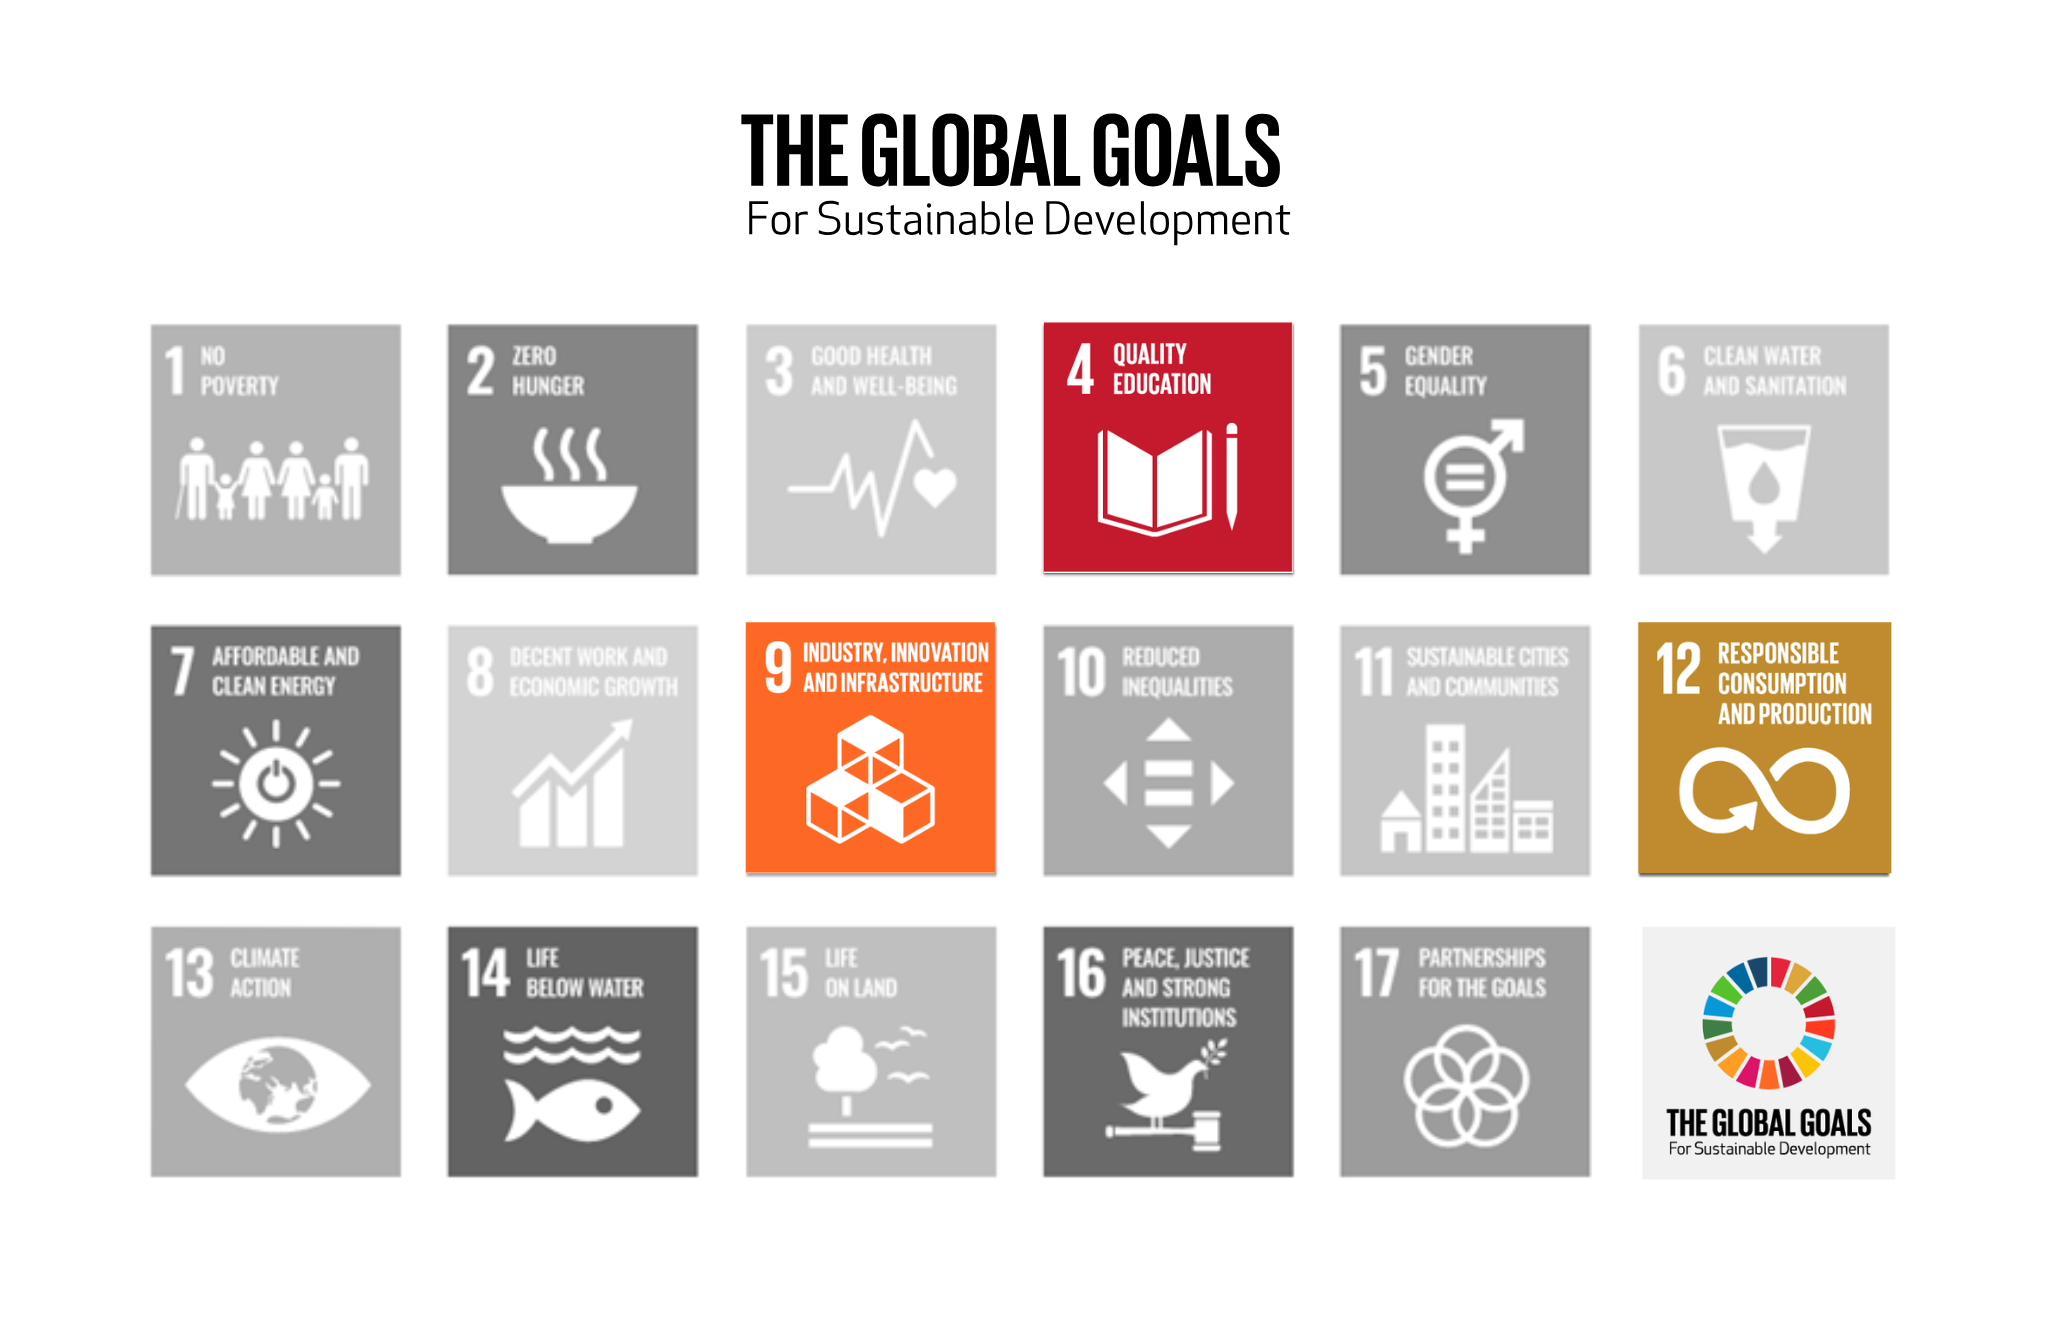 THE GLOBAL GOALS
For Sustainable Development
1 NO
POVERTY
2 ZERO
HUNGER
3 GOOD HEALTH
AND WELL-BEING
4 QUALITY
EDUCATION
5 GENDER
EQUALITY
6 CLEAN WATER
AND SANITATION
7 AFFORDABLE AND
CLEAN ENERGY
8 DECENT WORK AND
ECONOMIC GROWTH
9 INDUSTRY, INNOVATION
AND INFRASTRUCTURE
10 REDUCED
INEQUALITIES
11 SUSTAINABLE CITIES
AND COMMUNITIES
12 RESPONSIBLE
CONSUMPTION
AND PRODUCTION
13 CLIMATE
ACTION
14 LIFE
BELOW WATER
15 LIFE
ON LAND
16 PEACE, JUSTICE
AND STRONG
INSTITUTIONS
17 PARTNERSHIPS
FOR THE GOALS
THE GLOBAL GOALS
For Sustainable Development